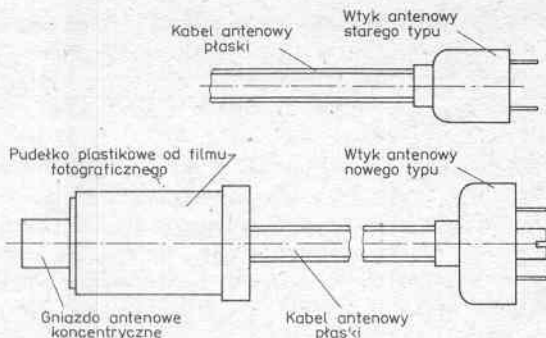 Kabel antenowy
płaski
Wtyk antenowy
starego typu
Pudełko plastikowe od filmu
fotograficznego
Wtyk antenowy
nowego typu
Gniazdo antenowe
koncentryczne
Kabel antenowy
płaski